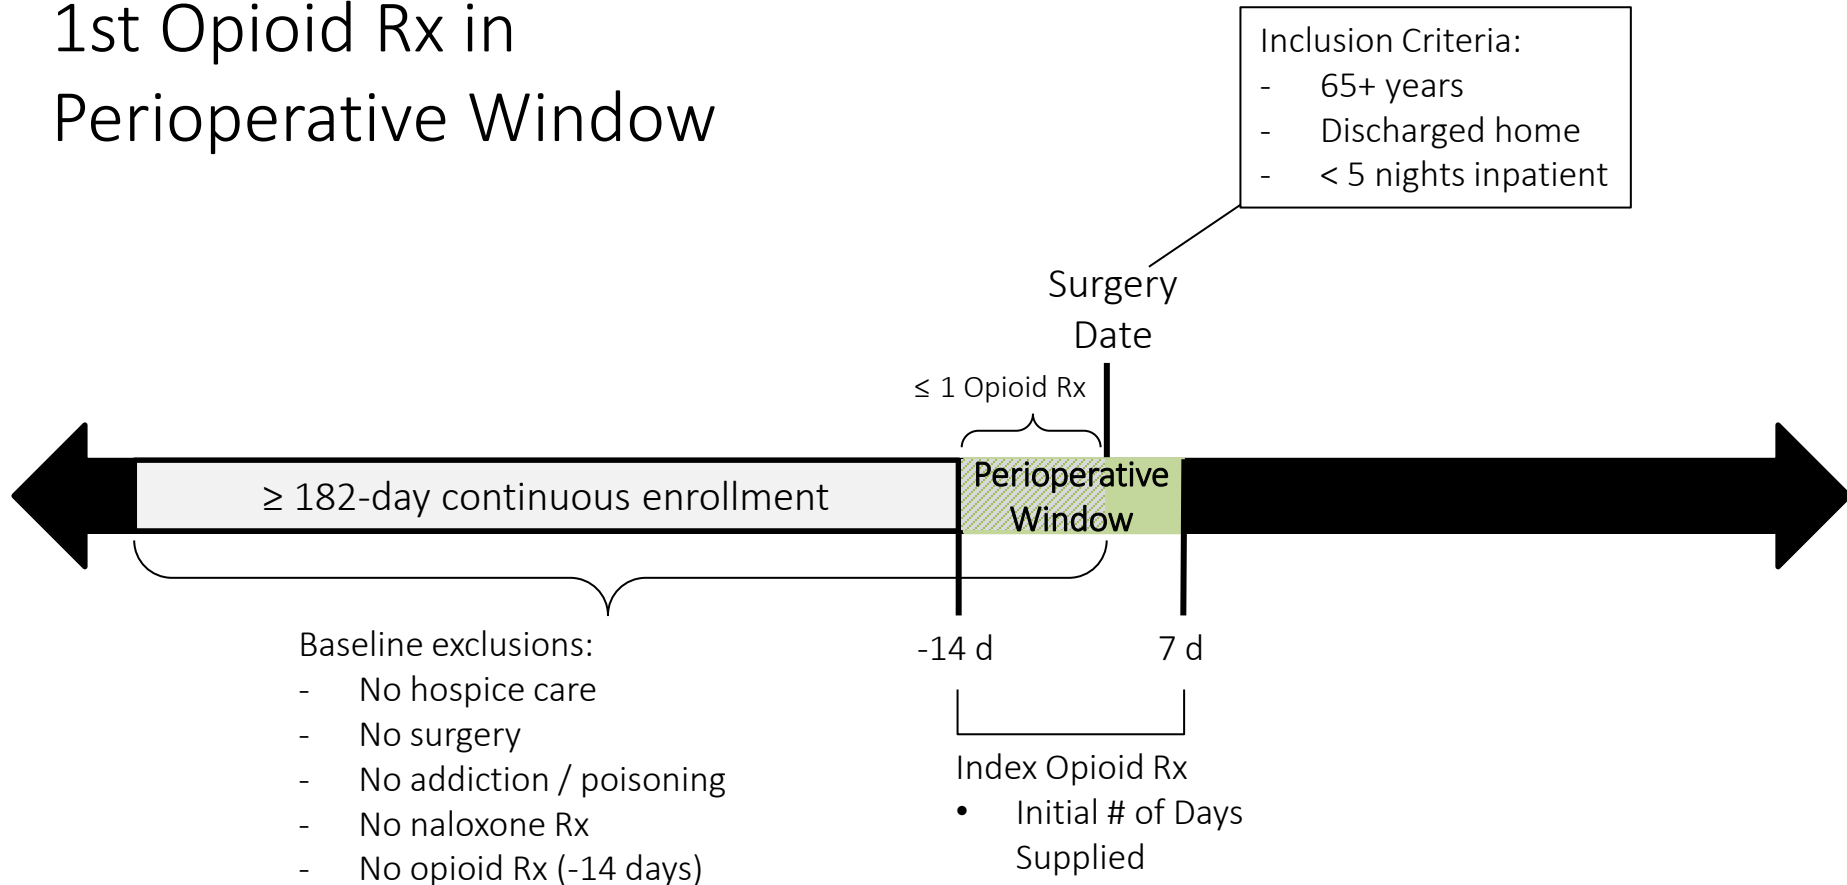 1st Opioid Rx in
Perioperative Window
Inclusion Criteria:
- 65+ years
- Discharged home
- < 5 nights inpatient
Surgery
Date
≤ 1 Opioid Rx
≥ 182-day continuous enrollment
Perioperative
Window
-14 d
7 d
Baseline exclusions:
- No hospice care
- No surgery
- No addiction / poisoning
- No naloxone Rx
- No opioid Rx (-14 days)
Index Opioid Rx
• Initial # of Days
Supplied